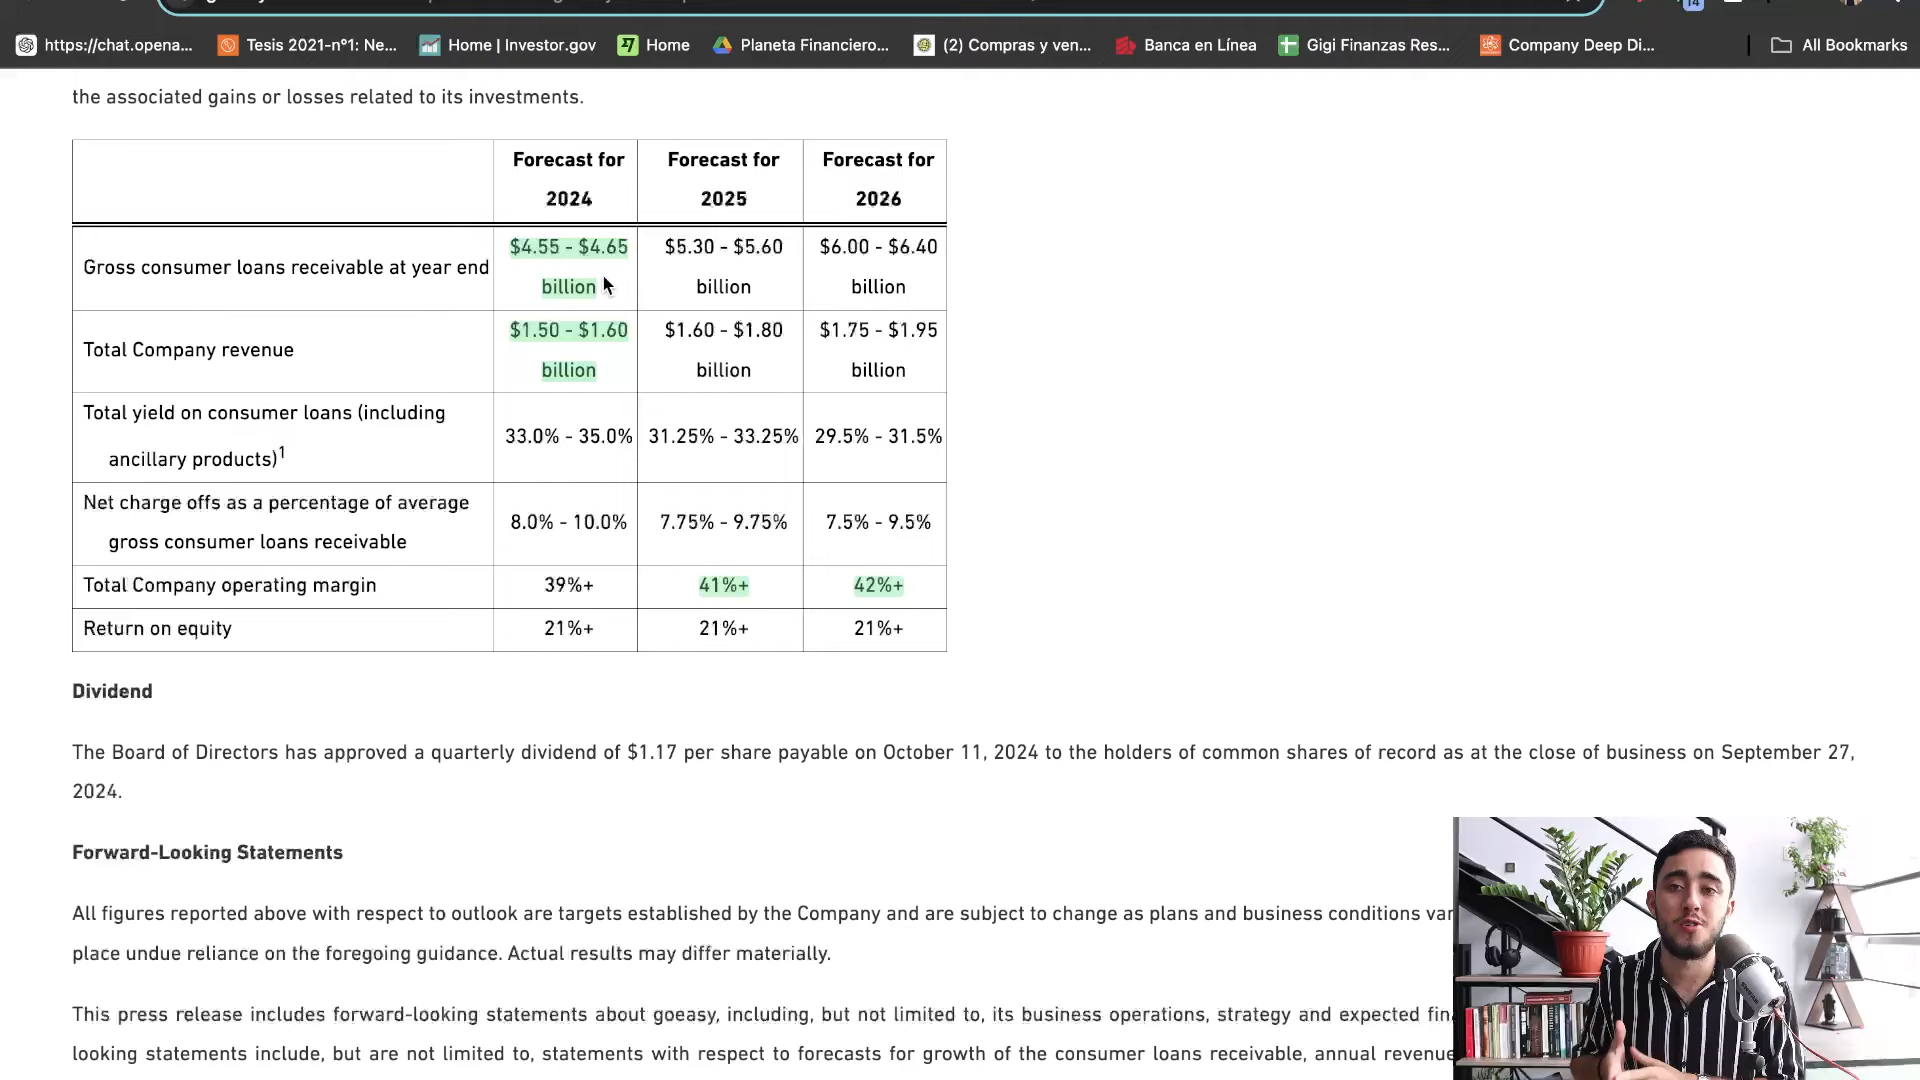 https://chat.opena... Tesis 2021-nº1: Ne... Home | Investor.gov Home Planeta Financiero... (2) Compras y ven... Banca en Línea Gigi Finanzas Res... Company Deep Di... All Bookmarks
the associated gains or losses related to its investments.
Forecast for 2024 Forecast for 2025 Forecast for 2026
Gross consumer loans receivable at year end $4.55 - $4.65 billion $5.30 - $5.60 billion $6.00 - $6.40 billion
Total Company revenue $1.50 - $1.60 billion $1.60 - $1.80 billion $1.75 - $1.95 billion
Total yield on consumer loans (including ancillary products)1 33.0% - 35.0% 31.25% - 33.25% 29.5% - 31.5%
Net charge offs as a percentage of average gross consumer loans receivable 8.0% - 10.0% 7.75% - 9.75% 7.5% - 9.5%
Total Company operating margin 39%+ 41%+ 42%+
Return on equity 21%+ 21%+ 21%+
Dividend
The Board of Directors has approved a quarterly dividend of $1.17 per share payable on October 11, 2024 to the holders of common shares of record as at the close of business on September 27,
2024.
Forward-Looking Statements
All figures reported above with respect to outlook are targets established by the Company and are subject to change as plans and business conditions
place undue reliance on the foregoing guidance. Actual results may differ materially.
This press release includes forward-looking statements about goeasy, including, but not limited to, its business operations, strategy and expected
looking statements include, but are not limited to, statements with respect to forecasts for growth of the consumer loans receivable, annual revenue